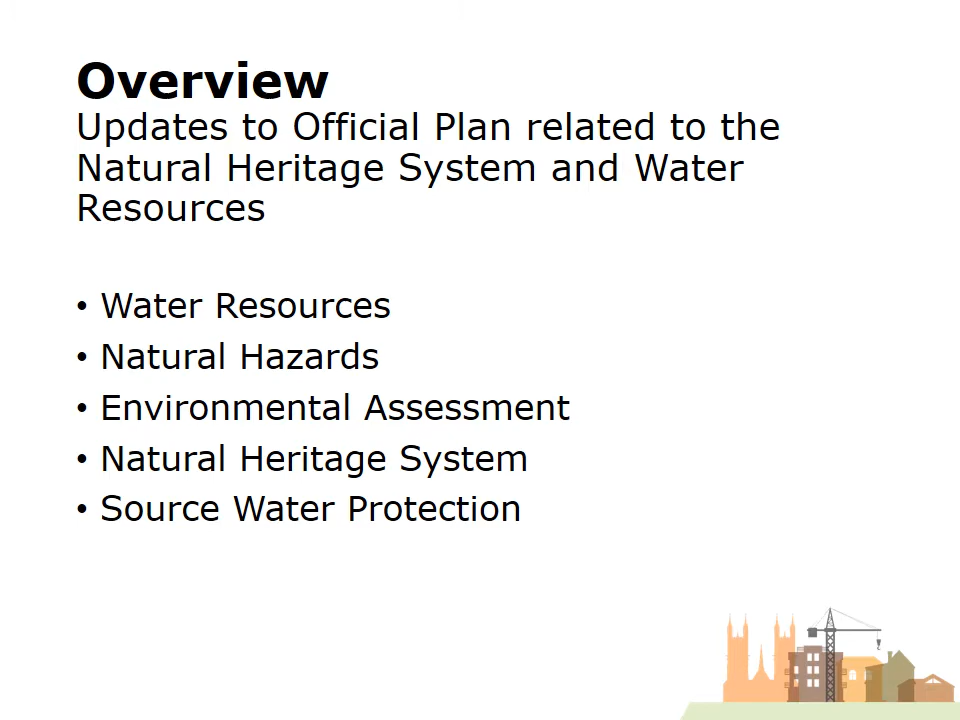 Overview
Updates to Official Plan related to the
Natural Heritage System and Water
Resources
• Water Resources
• Natural Hazards
• Environmental Assessment
• Natural Heritage System
• Source Water Protection